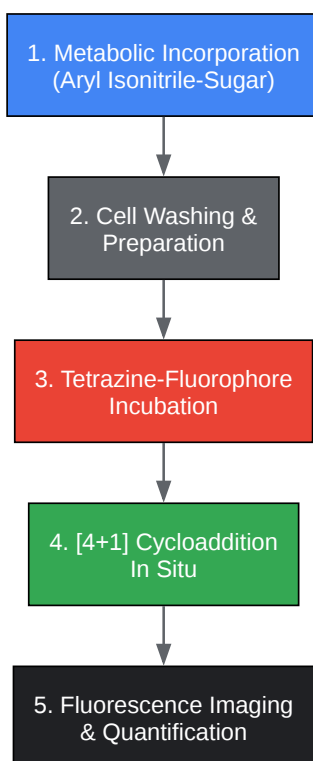 1. Metabolic Incorporation
(Aryl Isonitrile-Sugar)
2. Cell Washing &
Preparation
3. Tetrazine-Fluorophore
Incubation
4. [4+1] Cycloaddition
In Situ
5. Fluorescence Imaging
& Quantification